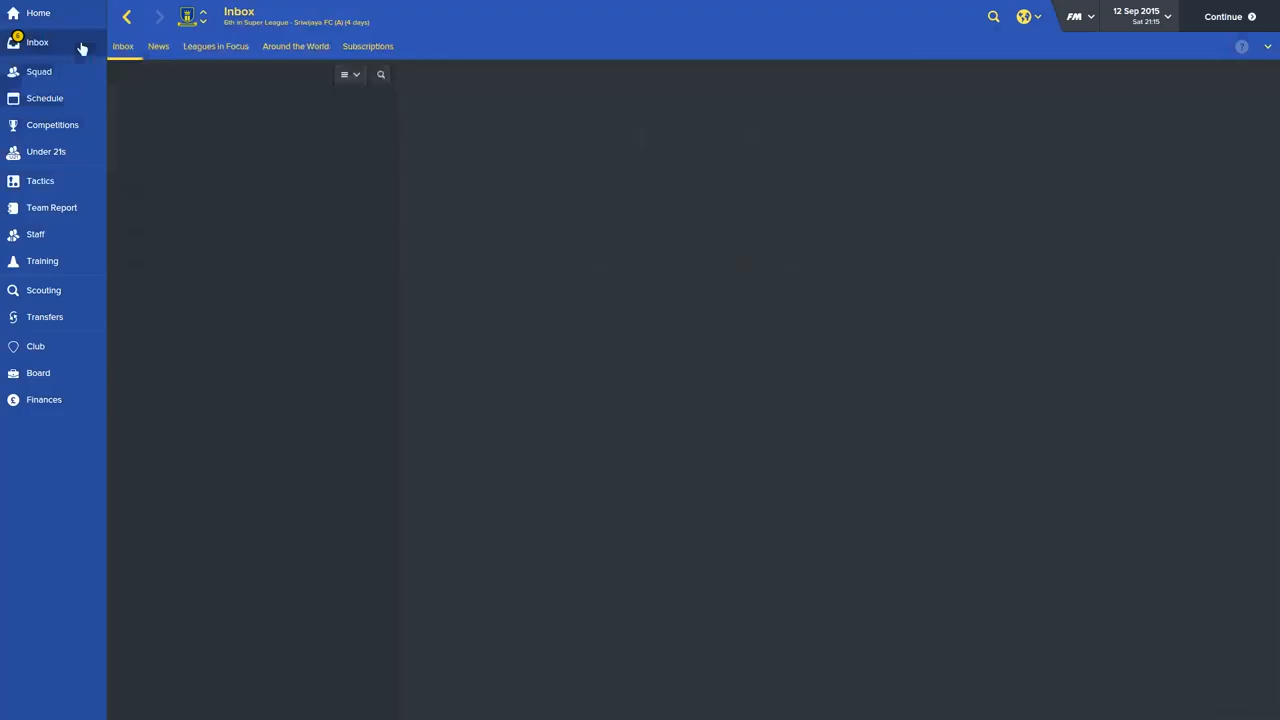 Home
6
Inbox
Squad
Schedule
Competitions
Under 21s
Tactics
Team Report
Staff
Training
Scouting
Transfers
Club
Board
Finances
Inbox
6th in Super League - Sriwijaya FC (A) (4 days)
FM
12 Sep 2015
Sat 21:15
Continue
Inbox News Leagues in Focus Around the World Subscriptions
?